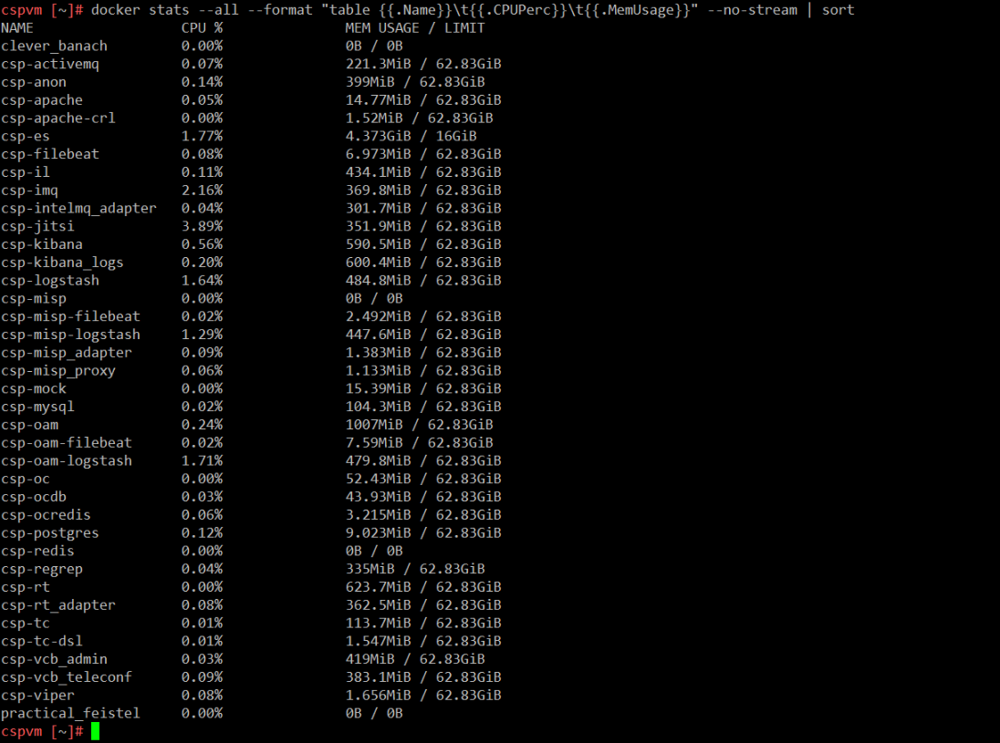 cspvm [~]# docker stats --all --format "table {{.Name}}\t{{.CPUPerc}}\t{{.MemUsage}}" --no-stream | sort
NAME CPU % MEM USAGE / LIMIT
clever_banach 0.00% 0B / 0B
csp-activemq 0.07% 221.3MiB / 62.83GiB
csp-anon 0.14% 399MiB / 62.83GiB
csp-apache 0.05% 14.77MiB / 62.83GiB
csp-apache-crl 0.00% 1.52MiB / 62.83GiB
csp-es 1.77% 4.373GiB / 16GiB
csp-filebeat 0.08% 6.973MiB / 62.83GiB
csp-il 0.11% 434.1MiB / 62.83GiB
csp-imq 2.16% 369.8MiB / 62.83GiB
csp-intelmq_adapter 0.04% 301.7MiB / 62.83GiB
csp-jitsi 3.89% 351.9MiB / 62.83GiB
csp-kibana 0.56% 590.5MiB / 62.83GiB
csp-kibana_logs 0.20% 600.4MiB / 62.83GiB
csp-logstash 1.64% 484.8MiB / 62.83GiB
csp-misp 0.00% 0B / 0B
csp-misp-filebeat 0.02% 2.492MiB / 62.83GiB
csp-misp-logstash 1.29% 447.6MiB / 62.83GiB
csp-misp_adapter 0.09% 1.383MiB / 62.83GiB
csp-misp_proxy 0.06% 1.133MiB / 62.83GiB
csp-mock 0.00% 15.39MiB / 62.83GiB
csp-mysql 0.02% 104.3MiB / 62.83GiB
csp-oam 0.24% 1007MiB / 62.83GiB
csp-oam-filebeat 0.02% 7.59MiB / 62.83GiB
csp-oam-logstash 1.71% 479.8MiB / 62.83GiB
csp-oc 0.00% 52.43MiB / 62.83GiB
csp-ocdb 0.03% 43.93MiB / 62.83GiB
csp-ocredis 0.06% 3.215MiB / 62.83GiB
csp-postgres 0.12% 9.023MiB / 62.83GiB
csp-redis 0.00% 0B / 0B
csp-regrep 0.04% 335MiB / 62.83GiB
csp-rt 0.00% 623.7MiB / 62.83GiB
csp-rt_adapter 0.08% 362.5MiB / 62.83GiB
csp-tc 0.01% 113.7MiB / 62.83GiB
csp-tc-dsl 0.01% 1.547MiB / 62.83GiB
csp-vcb_admin 0.03% 419MiB / 62.83GiB
csp-vcb_teleconf 0.09% 383.1MiB / 62.83GiB
csp-viper 0.08% 1.656MiB / 62.83GiB
practical_feistel 0.00% 0B / 0B
cspvm [~]#